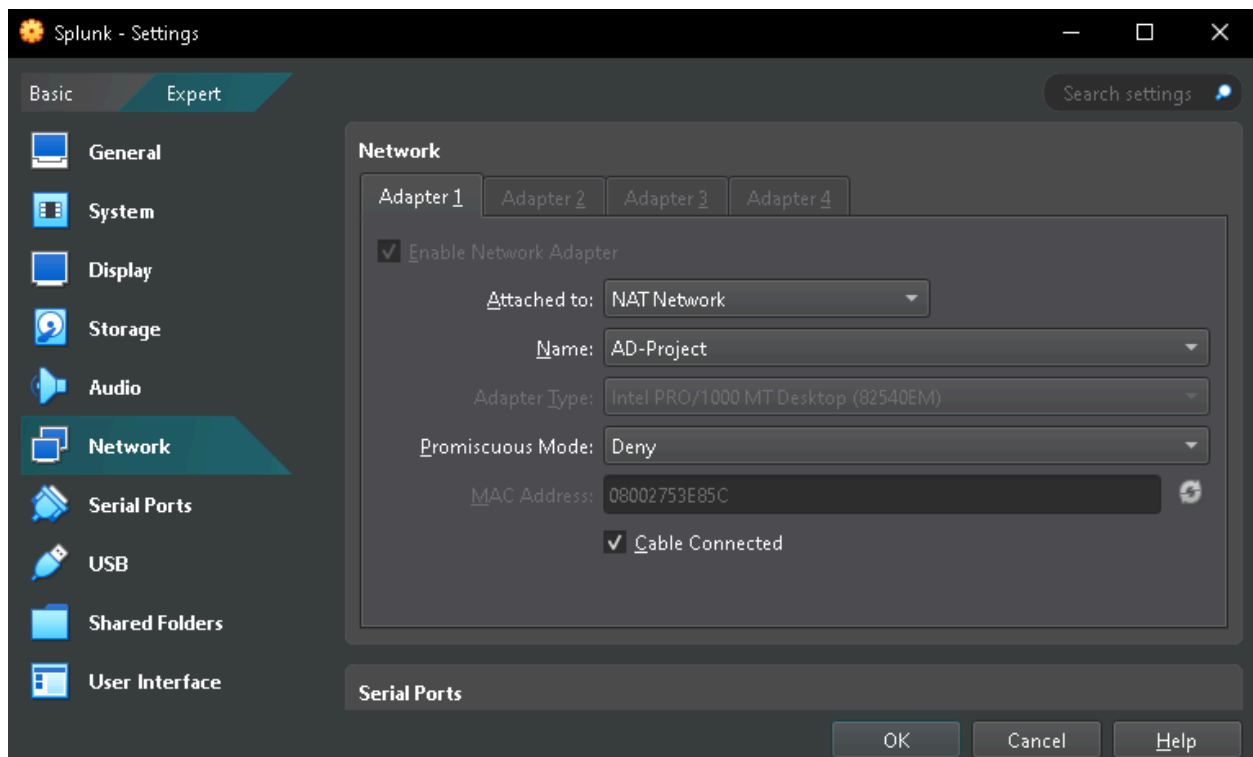 Splunk - Settings
Basic Expert Search settings
General
System
Display
Storage
Audio
Network
Serial Ports
USB
Shared Folders
User Interface
Network
Adapter 1 Adapter 2 Adapter 3 Adapter 4
Enable Network Adapter
Attached to: NAT Network
Name: AD-Project
Adapter Type: Intel PRO/1000 MT Desktop (82540EM)
Promiscuous Mode: Deny
MAC Address: 08002753E85C
Cable Connected
Serial Ports
OK Cancel Help